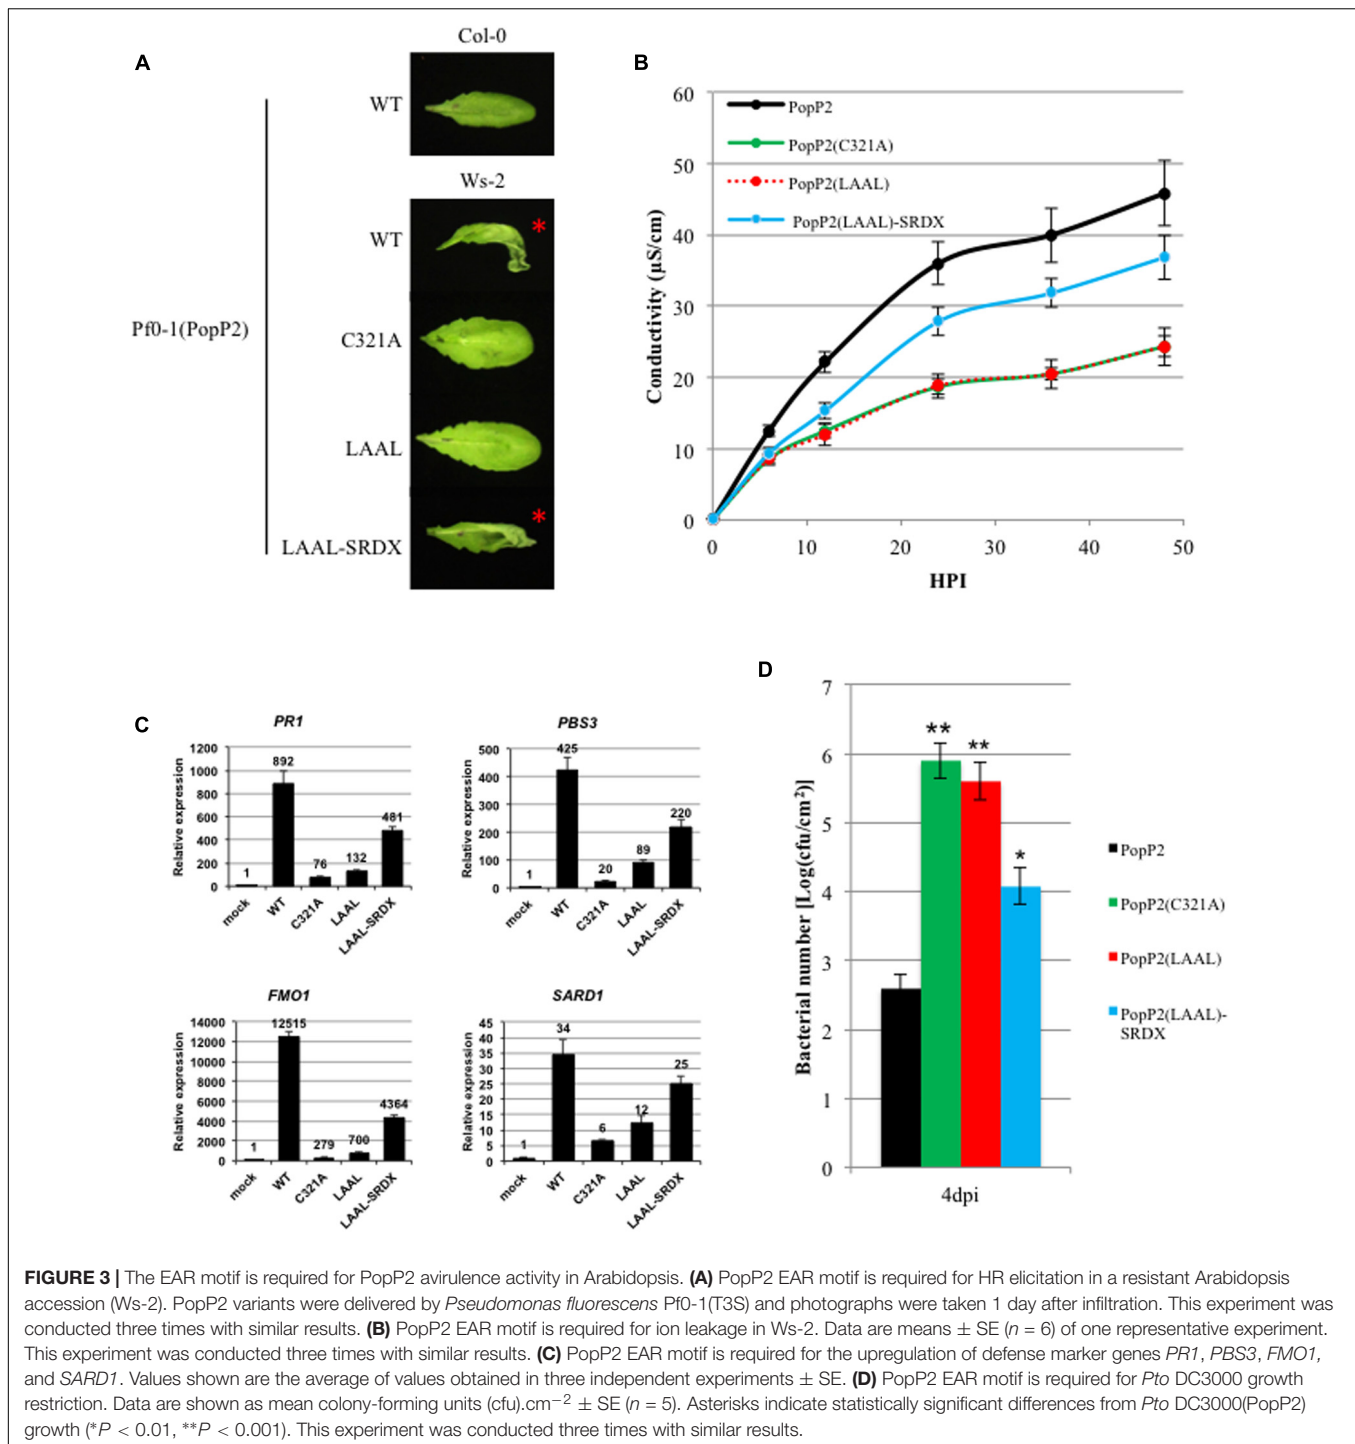 A
Col-0
WT
Ws-2
WT
*
Pf0-1(PopP2)
C321A
LAAL
*
LAAL-SRDX
B
60
50
40
30
20
10
0
Conductivity (µS/cm)
PopP2
PopP2(C321A)
PopP2(LAAL)
PopP2(LAAL)-SRDX
0 10 20 30 40 50
HPI
C
PR1
Relative expression
1200
1000
800
600
400
200
0
1 892 76 132 481
mock WT C321A LAAL LAAL-SRDX
PBS3
Relative expression
500
400
300
200
100
0
1 425 20 89 220
mock WT C321A LAAL LAAL-SRDX
FMO1
Relative expression
14000
12000
10000
8000
6000
4000
2000
0
1 12515 279 700 4364
mock WT C321A LAAL LAAL-SRDX
SARD1
Relative expression
45
40
35
30
25
20
15
10
5
0
1 34 6 12 25
mock WT C321A LAAL LAAL-SRDX
D
7
6
5
4
3
2
1
0
Bacterial number [Log(cfu/cm²)]
** ** *
4dpi
PopP2
PopP2(C321A)
PopP2(LAAL)
PopP2(LAAL)-
SRDX
FIGURE 3 | The EAR motif is required for PopP2 avirulence activity in Arabidopsis. (A) PopP2 EAR motif is required for HR elicitation in a resistant Arabidopsis
accession (Ws-2). PopP2 variants were delivered by Pseudomonas fluorescens Pf0-1(T3S) and photographs were taken 1 day after infiltration. This experiment was
conducted three times with similar results. (B) PopP2 EAR motif is required for ion leakage in Ws-2. Data are means ± SE (n = 6) of one representative experiment.
This experiment was conducted three times with similar results. (C) PopP2 EAR motif is required for the upregulation of defense marker genes PR1, PBS3, FMO1,
and SARD1. Values shown are the average of values obtained in three independent experiments ± SE. (D) PopP2 EAR motif is required for Pto DC3000 growth
restriction. Data are shown as mean colony-forming units (cfu).cm⁻² ± SE (n = 5). Asterisks indicate statistically significant differences from Pto DC3000(PopP2)
growth (*P < 0.01, **P < 0.001). This experiment was conducted three times with similar results.